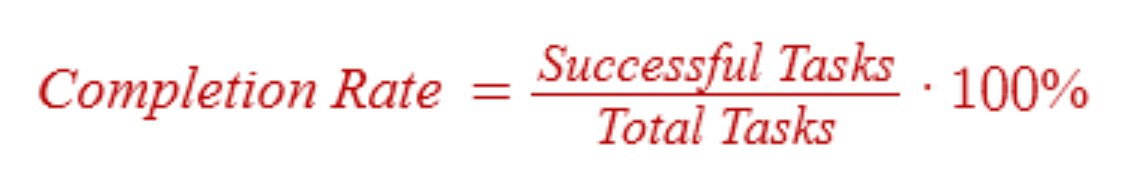 Completion Rate = Successful Tasks / Total Tasks · 100%